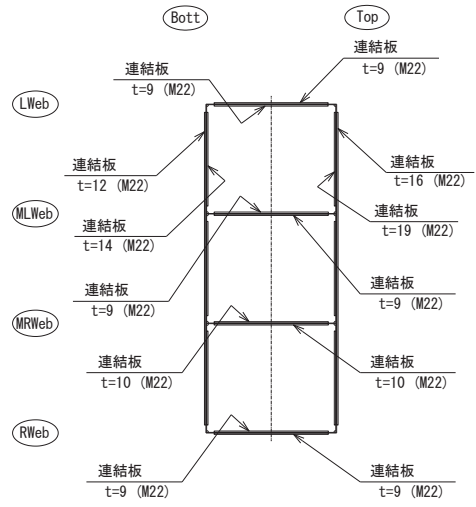 Bott
Top
連結板
t=9 (M22)
連結板
t=9 (M22)
LWeb
連結板
t=12 (M22)
連結板
t=16 (M22)
MLWeb
連結板
t=14 (M22)
連結板
t=19 (M22)
連結板
t=9 (M22)
連結板
t=9 (M22)
MRWeb
連結板
t=10 (M22)
連結板
t=10 (M22)
RWeb
連結板
t=9 (M22)
連結板
t=9 (M22)